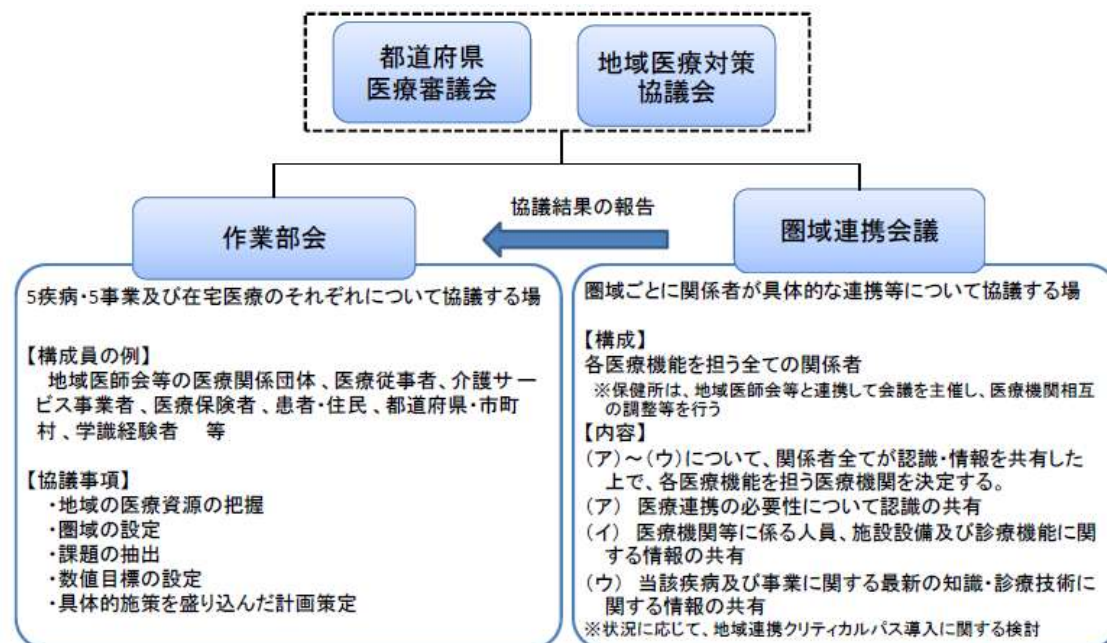 都道府県
医療審議会
地域医療対策
協議会
作業部会
協議結果の報告
圏域連携会議
5疾病・5事業及び在宅医療のそれぞれについて協議する場
【構成員の例】
地域医師会等の医療関係団体、医療従事者、介護サー
ビス事業者、医療保険者、患者・住民、都道府県・市町
村、学識経験者 等
【協議事項】
・地域の医療資源の把握
・圏域の設定
・課題の抽出
・数値目標の設定
・具体的施策を盛り込んだ計画策定
圏域ごとに関係者が具体的な連携等について協議する場
【構成】
各医療機能を担う全ての関係者
※保健所は、地域医師会等と連携して会議を主催し、医療機関相互
の調整等を行う
【内容】
(ア)～(ウ)について、関係者全てが認識・情報を共有した
上で、各医療機能を担う医療機関を決定する。
(ア) 医療連携の必要性について認識の共有
(イ) 医療機関等に係る人員、施設設備及び診療機能に関
する情報の共有
(ウ) 当該疾病及び事業に関する最新の知識・診療技術に
関する情報の共有
※状況に応じて、地域連携クリティカルパス導入に関する検討